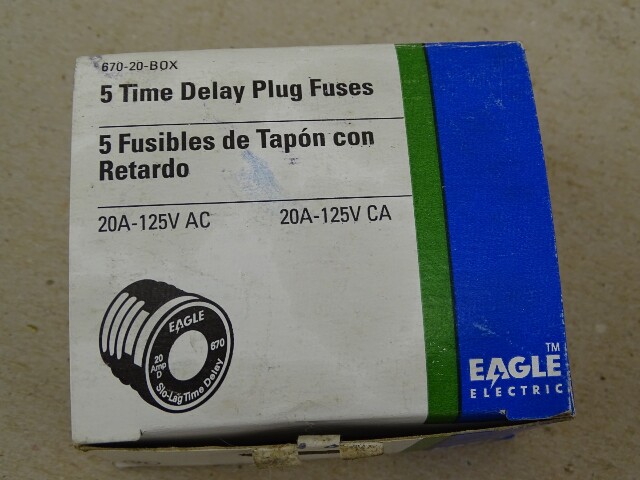 670-20-BOX
5 Time Delay Plug Fuses
5 Fusibles de Tapón con
Retardo
20A-125V AC 20A-125V CA
EAGLE
670
20
Amp
D
Slo-Lag Time Delay
EAGLE™
ELECTRIC